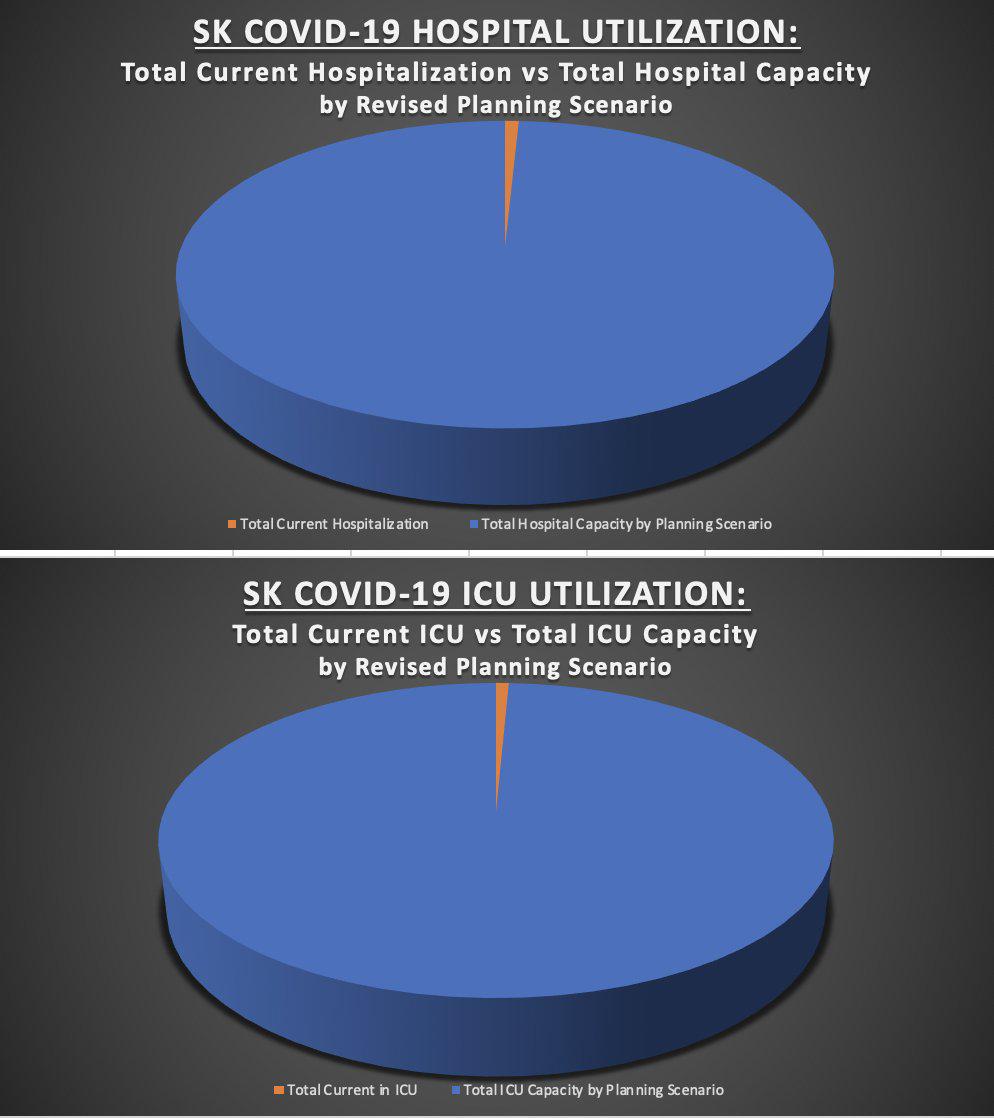 SK COVID-19 HOSPITAL UTILIZATION:
Total Current Hospitalization vs Total Hospital Capacity
by Revised Planning Scenario
Total Current Hospitalization
Total Hospital Capacity by Planning Scenario
SK COVID-19 ICU UTILIZATION:
Total Current ICU vs Total ICU Capacity
by Revised Planning Scenario
Total Current in ICU
Total ICU Capacity by Planning Scenario